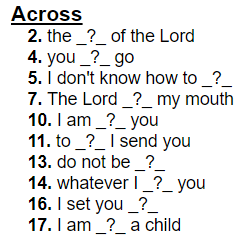 Across
2. the _?_ of the Lord
4. you _?_ go
5. I don't know how to _?_
7. The Lord _?_ my mouth
10. I am _?_ you
11. to _?_ I send you
13. do not be _?_
14. whatever I _?_ you
16. I set you _?_
17. I am _?_ a child